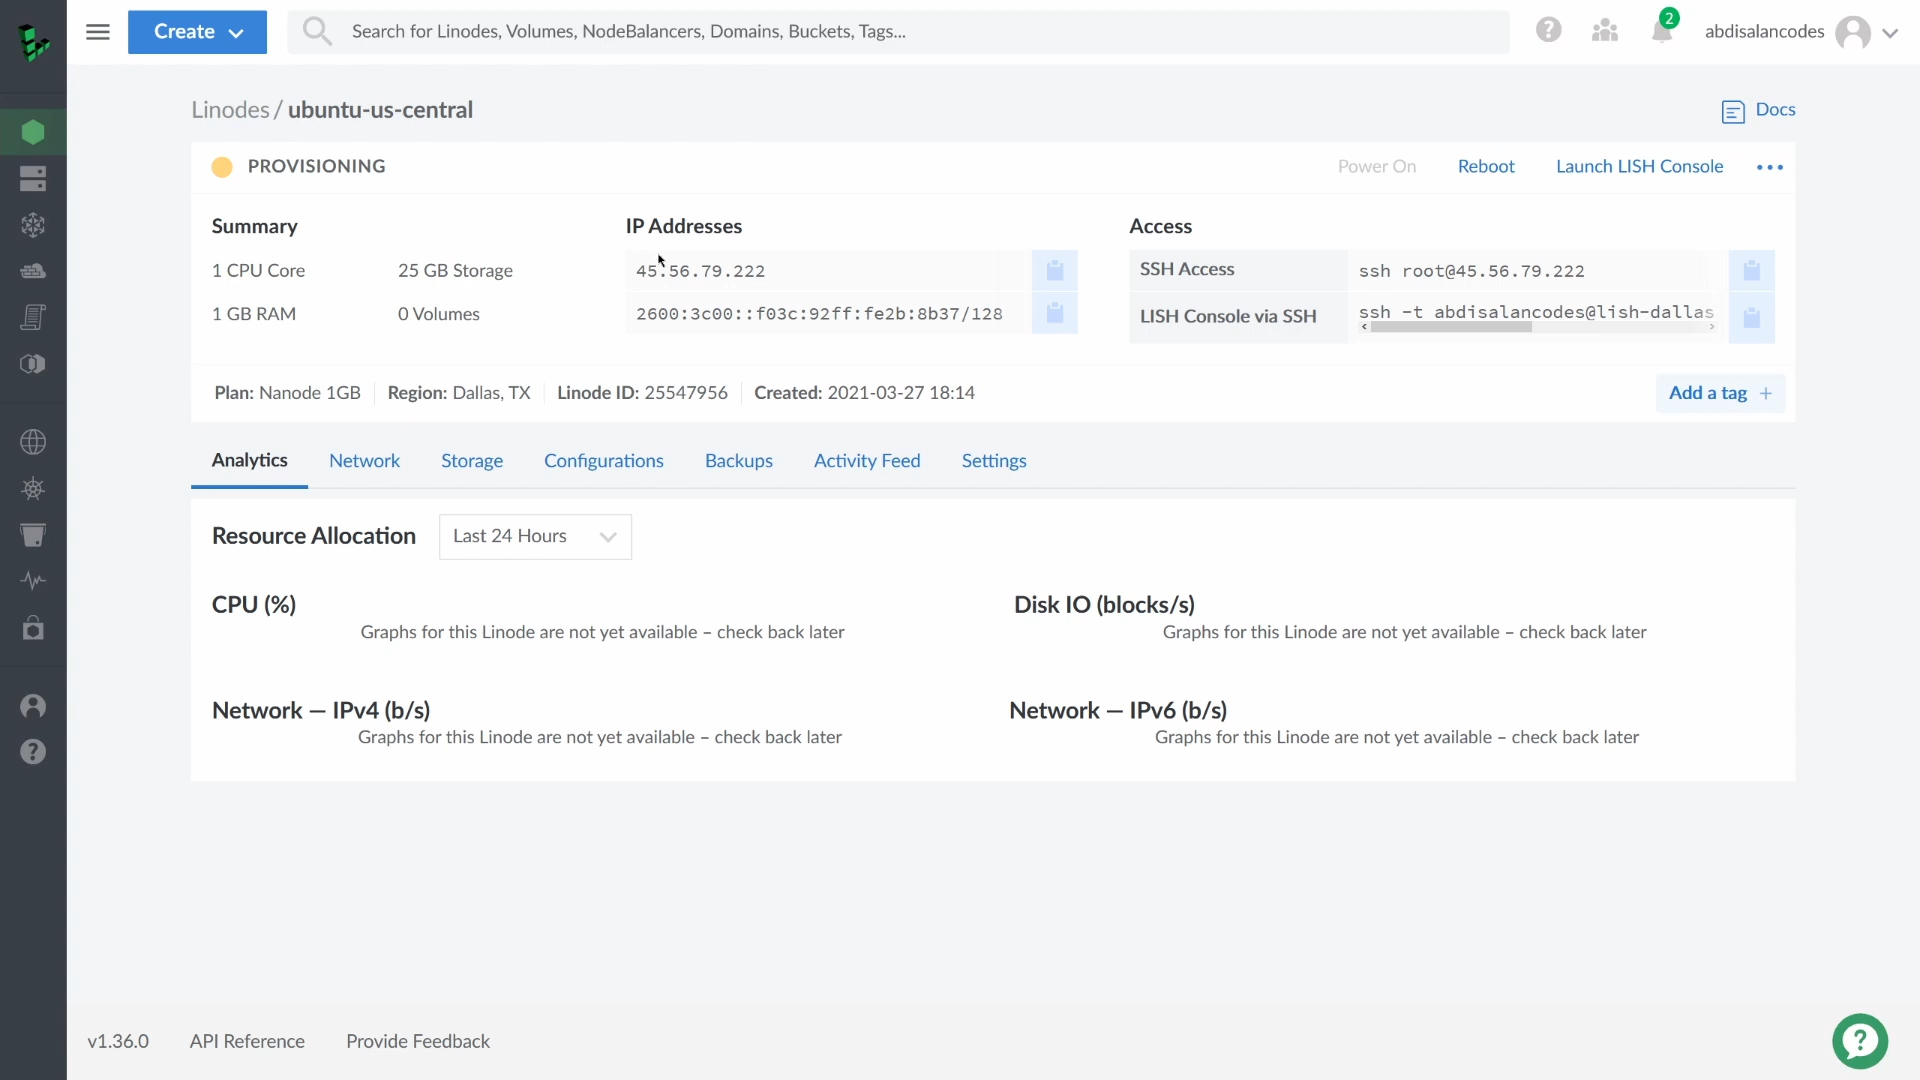 Create
Search for Linodes, Volumes, NodeBalancers, Domains, Buckets, Tags...
2
abdisalancodes
Linodes / ubuntu-us-central
Docs
PROVISIONING
Power On
Reboot
Launch LISH Console
Summary
1 CPU Core
25 GB Storage
1 GB RAM
0 Volumes
IP Addresses
45.56.79.222
2600:3c00::f03c:92ff:fe2b:8b37/128
Access
SSH Access
ssh root@45.56.79.222
LISH Console via SSH
ssh -t abdisalancodes@lish-dallas
Plan: Nanode 1GB
Region: Dallas, TX
Linode ID: 25547956
Created: 2021-03-27 18:14
Add a tag +
Analytics
Network
Storage
Configurations
Backups
Activity Feed
Settings
Resource Allocation
Last 24 Hours
CPU (%)
Graphs for this Linode are not yet available – check back later
Disk IO (blocks/s)
Graphs for this Linode are not yet available – check back later
Network — IPv4 (b/s)
Graphs for this Linode are not yet available – check back later
Network — IPv6 (b/s)
Graphs for this Linode are not yet available – check back later
v1.36.0
API Reference
Provide Feedback